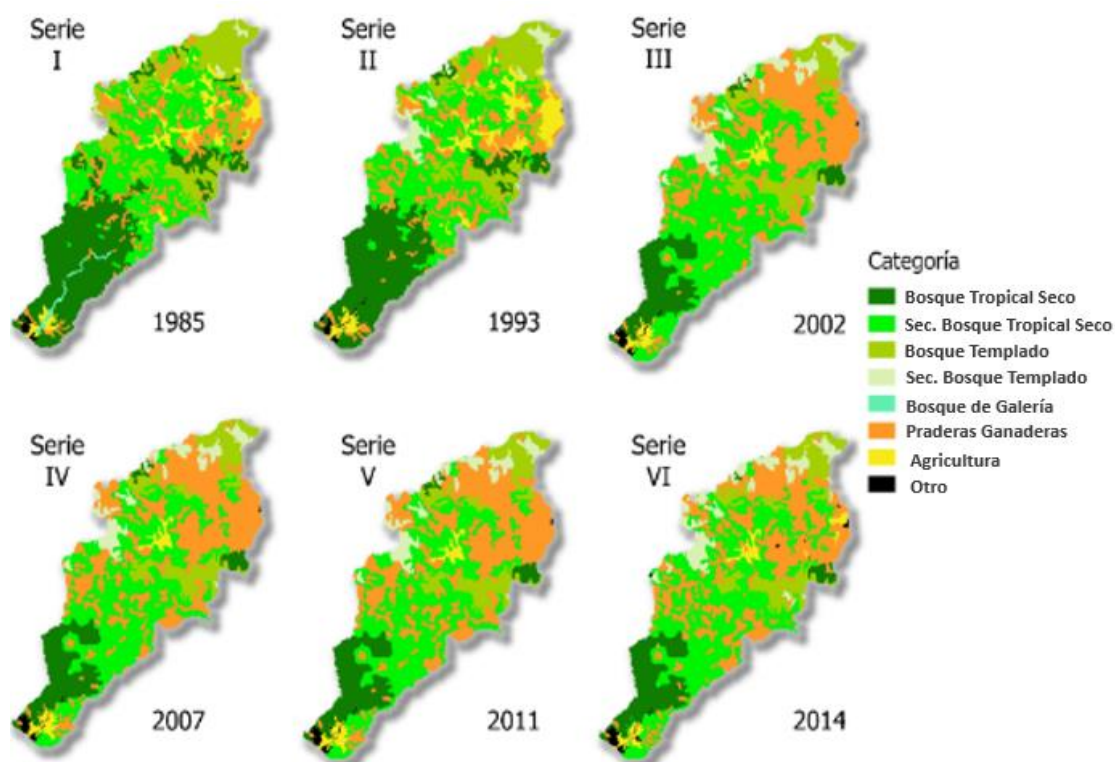 Serie
I
1985
Serie
II
1993
Serie
III
2002
Categoría
Bosque Tropical Seco
Sec. Bosque Tropical Seco
Bosque Templado
Sec. Bosque Templado
Bosque de Galería
Praderas Ganaderas
Agricultura
Otro
Serie
IV
2007
Serie
V
2011
Serie
VI
2014